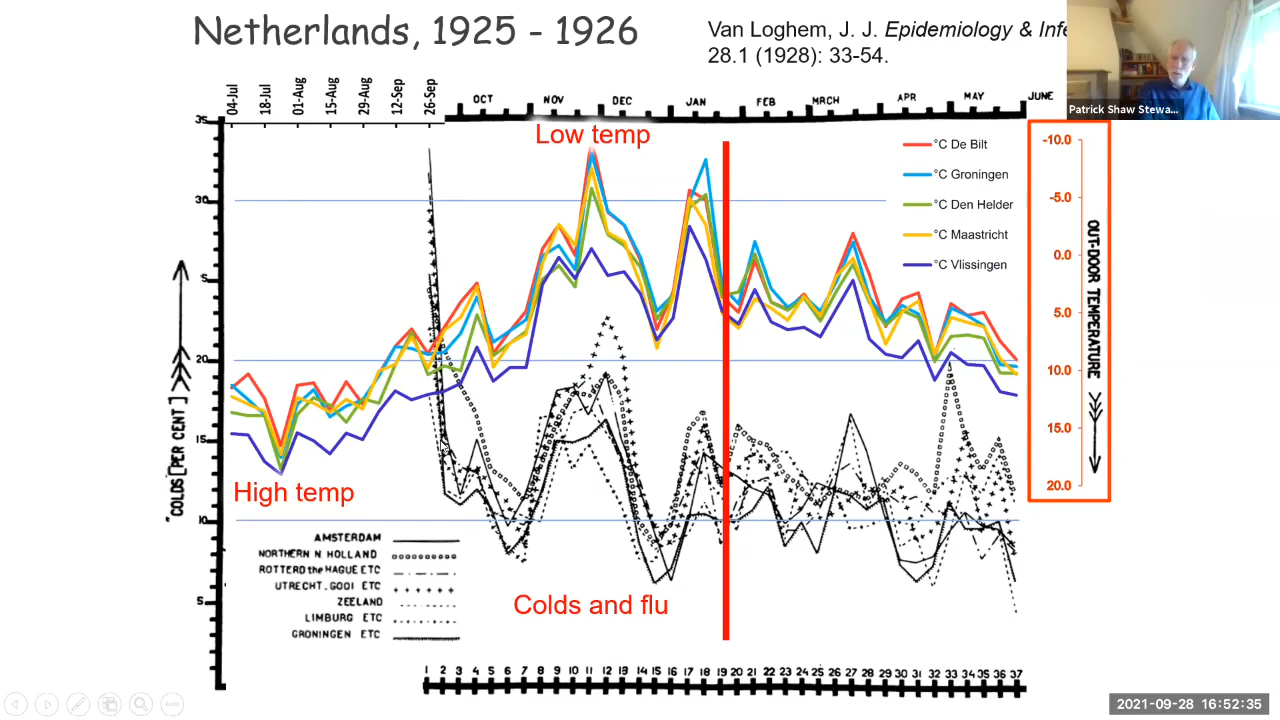 Netherlands, 1925 - 1926
Van Loghem, J. J. Epidemiology & Infe
28.1 (1928): 33-54.
Patrick Shaw Stewa...
04-Jul
18-Jul
01-Aug
15-Aug
29-Aug
12-Sep
26-Sep
OCT NOV DEC JAN FEB MRCH APR MAY JUNE
Low temp
°C De Bilt
°C Groningen
°C Den Helder
°C Maastricht
°C Vlissingen
35
30
S
20
15
10
5
"COLDS [PER CENT]
-10.0
-5.0
0.0
5.0
10.0
15.0
20.0
OUT-DOOR TEMPERATURE
High temp
AMSTERDAM
NORTHERN N HOLLAND
ROTTERD the HAGUE ETC
UTRECHT. GOOI ETC
ZEELAND
LIMBURG ETC
GRONINGEN ETC
Colds and flu
1 2 3 4 5 6 7 8 9 10 11 12 13 14 15 16 17 18 19 20 21 22 23 24 25 26 27 28 29 30 31 32 33 34 35 36 37
2021-09-28 16:52:35